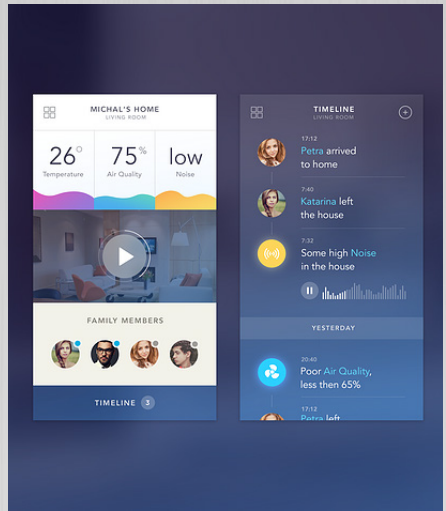 MICHAL'S HOME
LIVING ROOM
26°
Temperature
75%
Air Quality
low
Noise
FAMILY MEMBERS
TIMELINE 3
TIMELINE
LIVING ROOM
17:12
Petra arrived
to home
7:40
Katarina left
the house
7:32
Some high Noise
in the house
YESTERDAY
20:40
Poor Air Quality,
less then 65%
17:12
Petra left